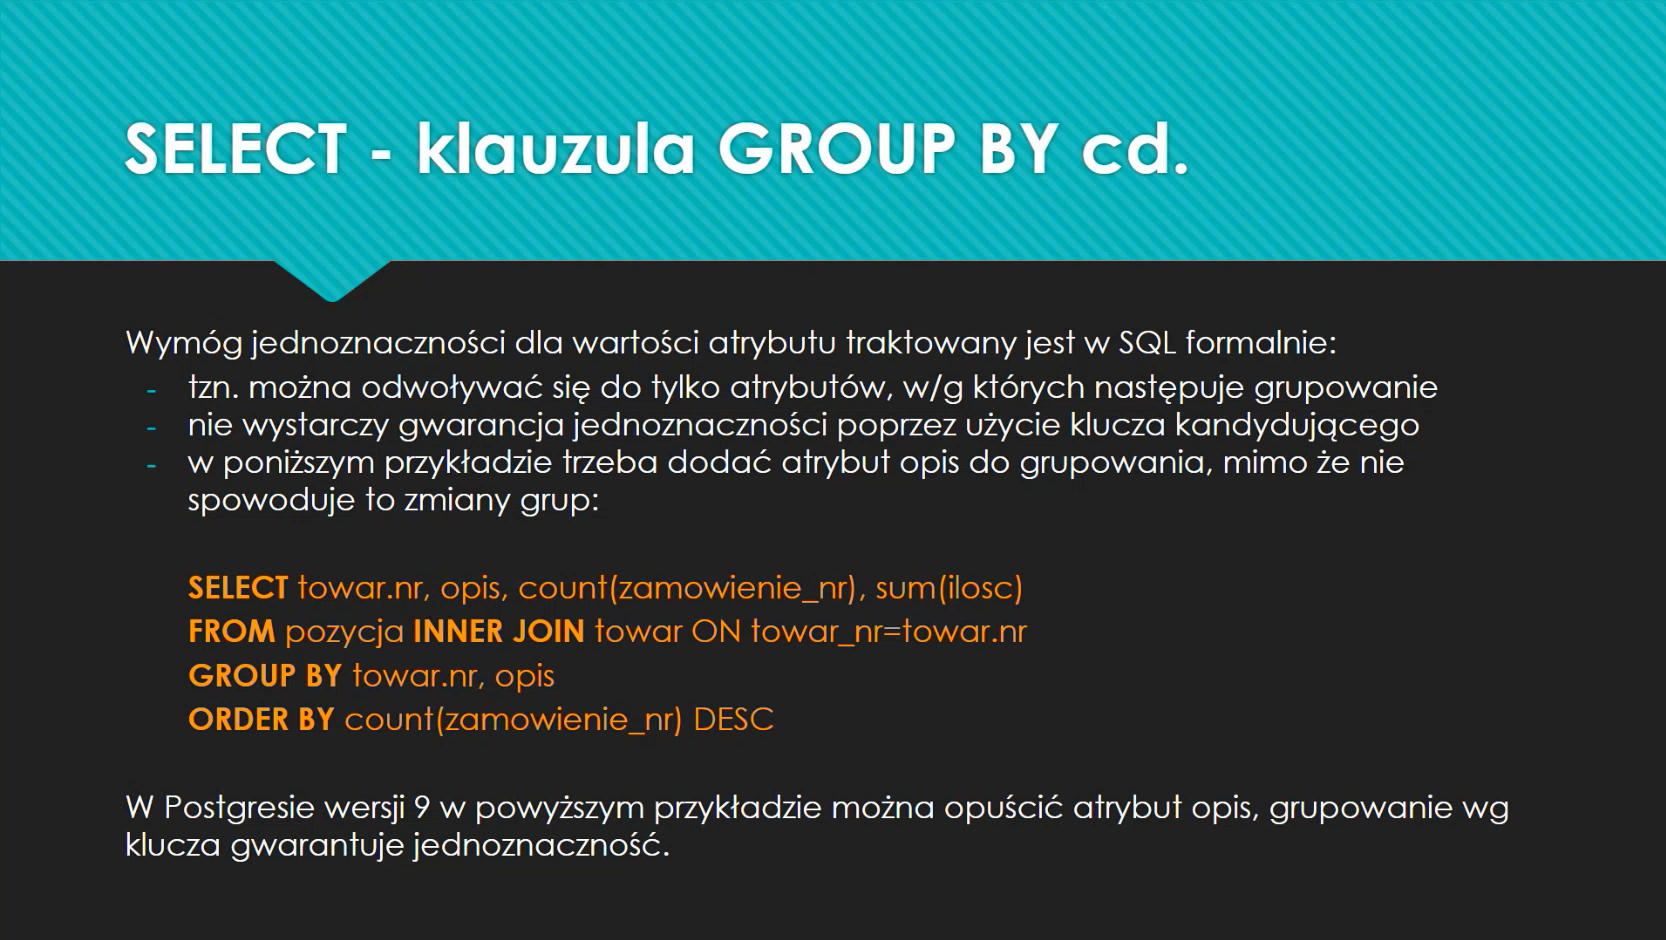 SELECT - klauzula GROUP BY cd.
Wymóg jednoznaczności dla wartości atrybutu traktowany jest w SQL formalnie:
- tzn. można odwoływać się do tylko atrybutów, w/g których następuje grupowanie
- nie wystarczy gwarancja jednoznaczności poprzez użycie klucza kandydującego
- w poniższym przykładzie trzeba dodać atrybut opis do grupowania, mimo że nie
spowoduje to zmiany grup:
SELECT towar.nr, opis, count(zamowienie_nr), sum(ilosc)
FROM pozycja INNER JOIN towar ON towar_nr=towar.nr
GROUP BY towar.nr, opis
ORDER BY count(zamowienie_nr) DESC
W Postgresie wersji 9 w powyższym przykładzie można opuścić atrybut opis, grupowanie wg
klucza gwarantuje jednoznaczność.